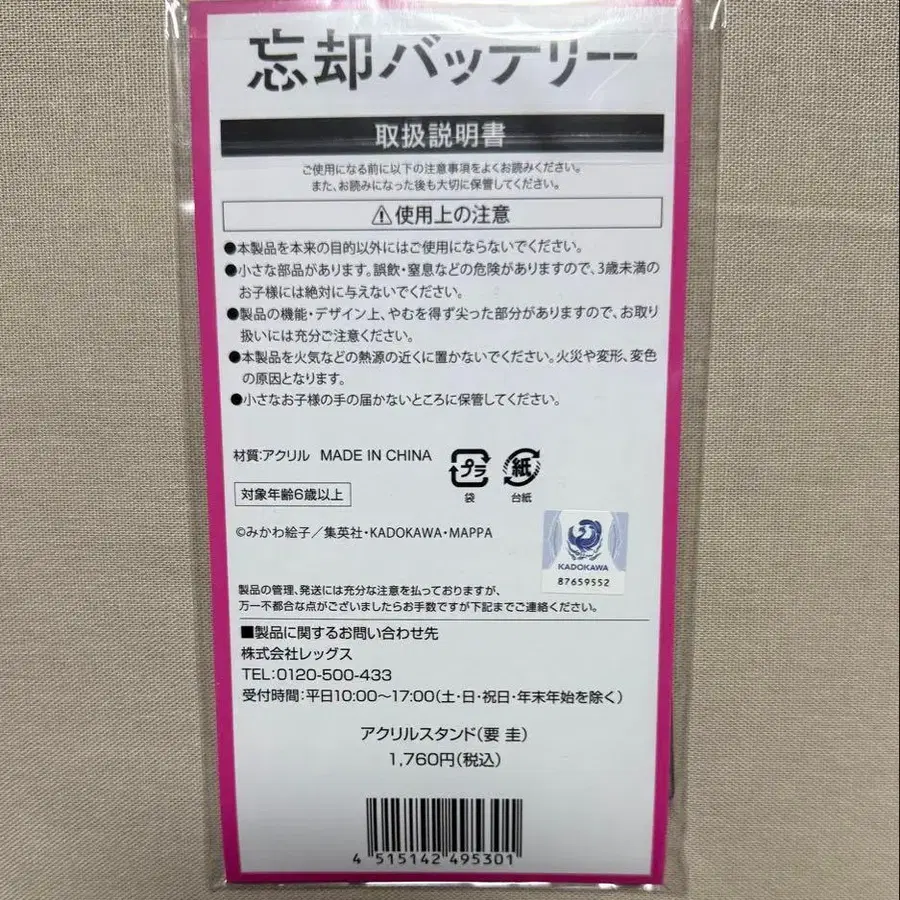 忘却バッテリー
取扱説明書
ご使用になる前に以下の注意事項をよくお読みください。
また、お読みになった後も大切に保管してください。
⚠使用上の注意
●本製品を本来の目的以外にはご使用にならないでください。
●小さな部品があります。誤飲・窒息などの危険がありますので、3歳未満の
お子様には絶対に与えないでください。
●製品の機能・デザイン上、やむを得ず尖った部分がありますので、お取り
扱いには充分ご注意ください。
●本製品を火気などの熱源の近くに置かないでください。火災や変形、変色
の原因となります。
●小さなお子様の手の届かないところに保管してください。
材質:アクリル MADE IN CHINA
プラ
袋
紙
台紙
対象年齢6歳以上
©みかわ絵子／集英社・KADOKAWA・MAPPA
KADOKAWA
87659552
製品の管理、発送には充分な注意を払っておりますが、
万一不都合な点がございましたらお手数ですが下記までご連絡ください。
■製品に関するお問い合わせ先
株式会社レッグス
TEL:0120-500-433
受付時間:平日10:00〜17:00(土・日・祝日・年末年始を除く)
アクリルスタンド(要 圭)
1,760円(税込)
4 515142 495301